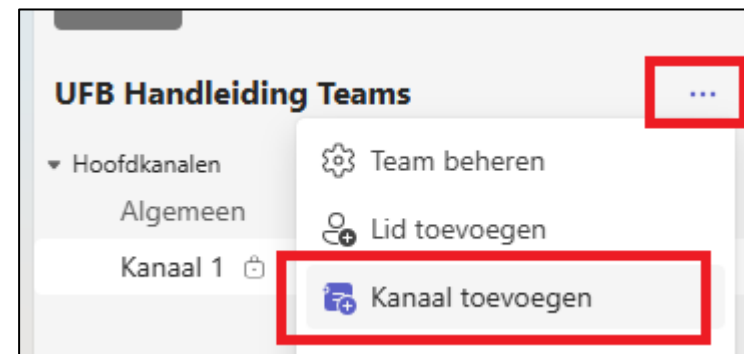 UFB Handleiding Teams ...
Hoofdkanalen
Algemeen
Kanaal 1
Team beheren
Lid toevoegen
Kanaal toevoegen